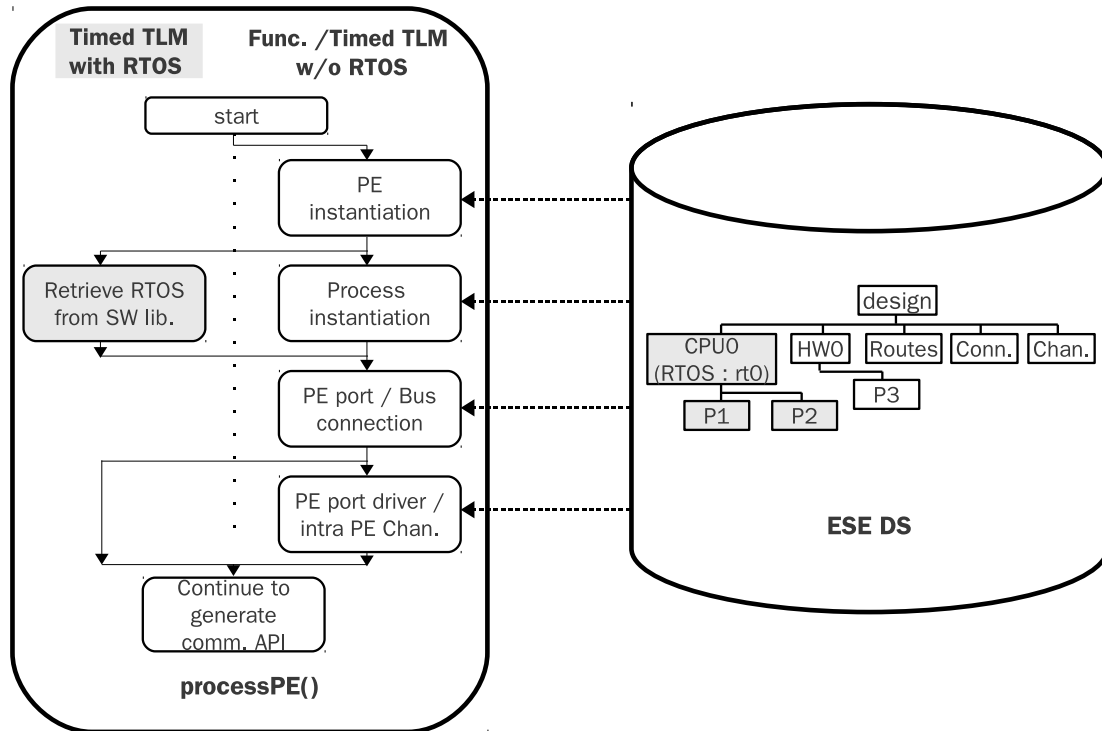 Timed TLM
with RTOS
Func. /Timed TLM
w/o RTOS
start
PE
instantiation
Retrieve RTOS
from SW lib.
Process
instantiation
PE port / Bus
connection
PE port driver /
intra PE Chan.
Continue to
generate
comm. API
processPE()
design
CPU0
(RTOS : rt0)
HW0
Routes
Conn.
Chan.
P3
P1
P2
ESE DS